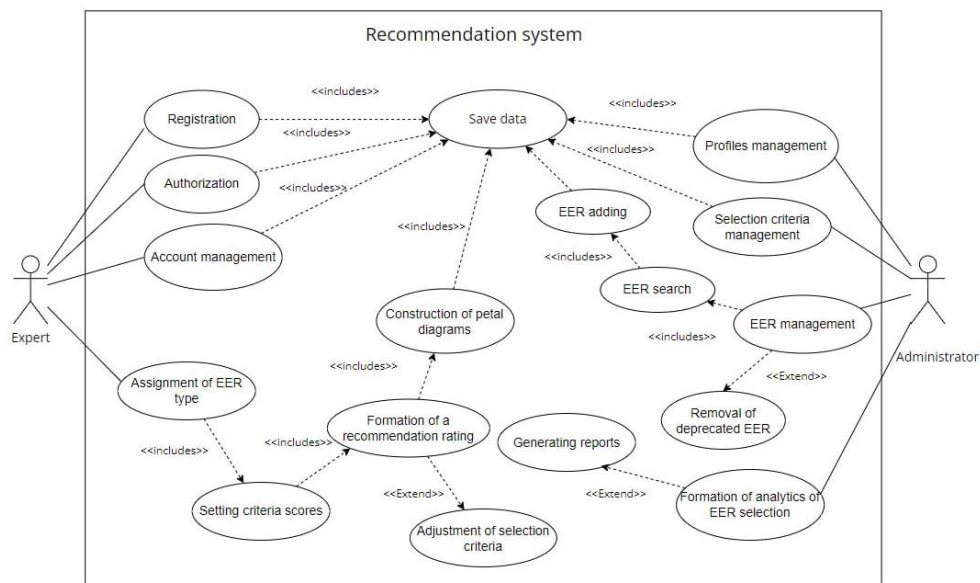 Recommendation system
<<includes>>
Registration
Save data
<<includes>>
Profiles management
<<includes>>
Authorization
<<includes>>
<<includes>>
EER adding
Selection criteria
management
<<includes>>
Account management
<<includes>>
EER search
Expert
Construction of petal
diagrams
EER management
<<includes>>
Administrator
<<includes>>
<<Extend>>
Assignment of EER
type
Formation of a
recommendation rating
Removal of
deprecated EER
<<includes>>
<<includes>>
Generating reports
<<Extend>>
<<Extend>>
Setting criteria scores
Formation of analytics of
EER selection
Adjustment of selection
criteria